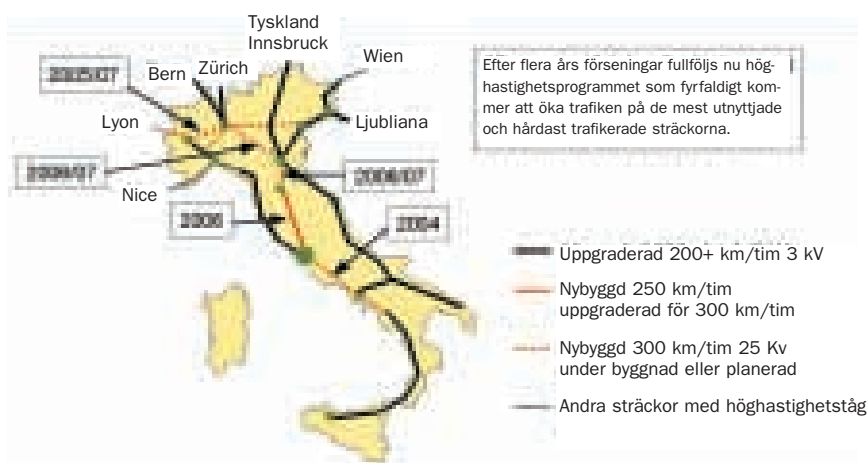 Tyskland
Innsbruck
Wien
Zürich
Bern
Lyon
Ljubliana
Nice
2006
2004
Efter flera års förseningar fullföljs nu hög-
hastighetsprogrammet som fyrfaldigt kom-
mer att öka trafiken på de mest utnyttjade
och hårdast trafikerade sträckorna.
Uppgraderad 200+ km/tim 3 kV
Nybyggd 250 km/tim
uppgraderad för 300 km/tim
Nybyggd 300 km/tim 25 Kv
under byggnad eller planerad
Andra sträckor med höghastighetståg